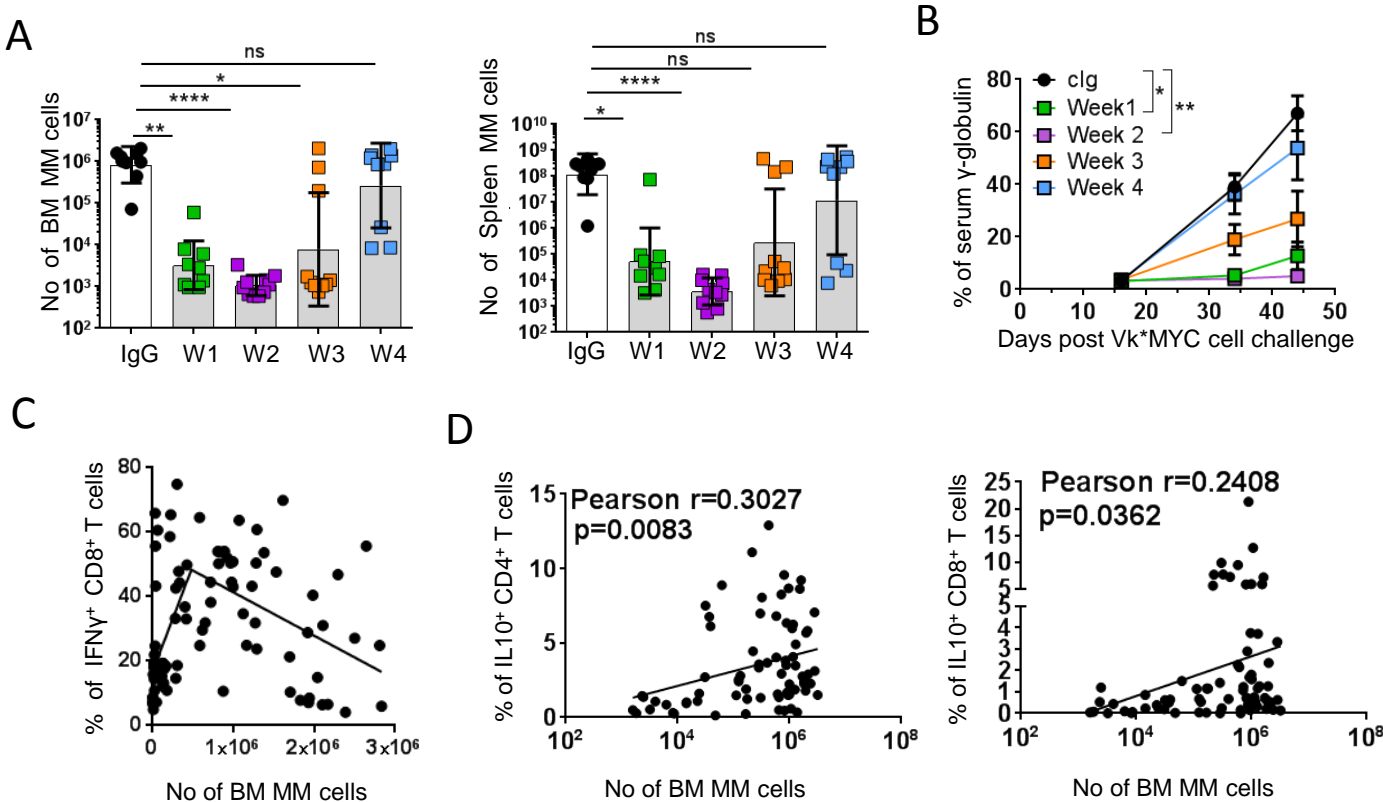 A
B
ns
*
****
**
No of BM MM cells
10⁷
10⁶
10⁵
10⁴
10³
10²
IgG W1 W2 W3 W4
ns
ns
****
*
No of Spleen MM cells
10¹⁰
10⁹
10⁸
10⁷
10⁶
10⁵
10⁴
10³
10²
IgG W1 W2 W3 W4
% of serum γ-globulin
80
60
40
20
0
0 10 20 30 40 50
Days post Vk*MYC cell challenge
cIg
Week1
Week 2
Week 3
Week 4
*
**
C
D
% of IFNγ⁺ CD8⁺ T cells
80
60
40
20
0
0 1x10⁶ 2x10⁶ 3x10⁶
No of BM MM cells
% of IL10⁺ CD4⁺ T cells
Pearson r=0.3027
p=0.0083
15
10
5
0
10² 10⁴ 10⁶ 10⁸
No of BM MM cells
% of IL10⁺ CD8⁺ T cells
Pearson r=0.2408
p=0.0362
25
20
15
10
5
5
4
3
2
1
0
10² 10⁴ 10⁶ 10⁸
No of BM MM cells